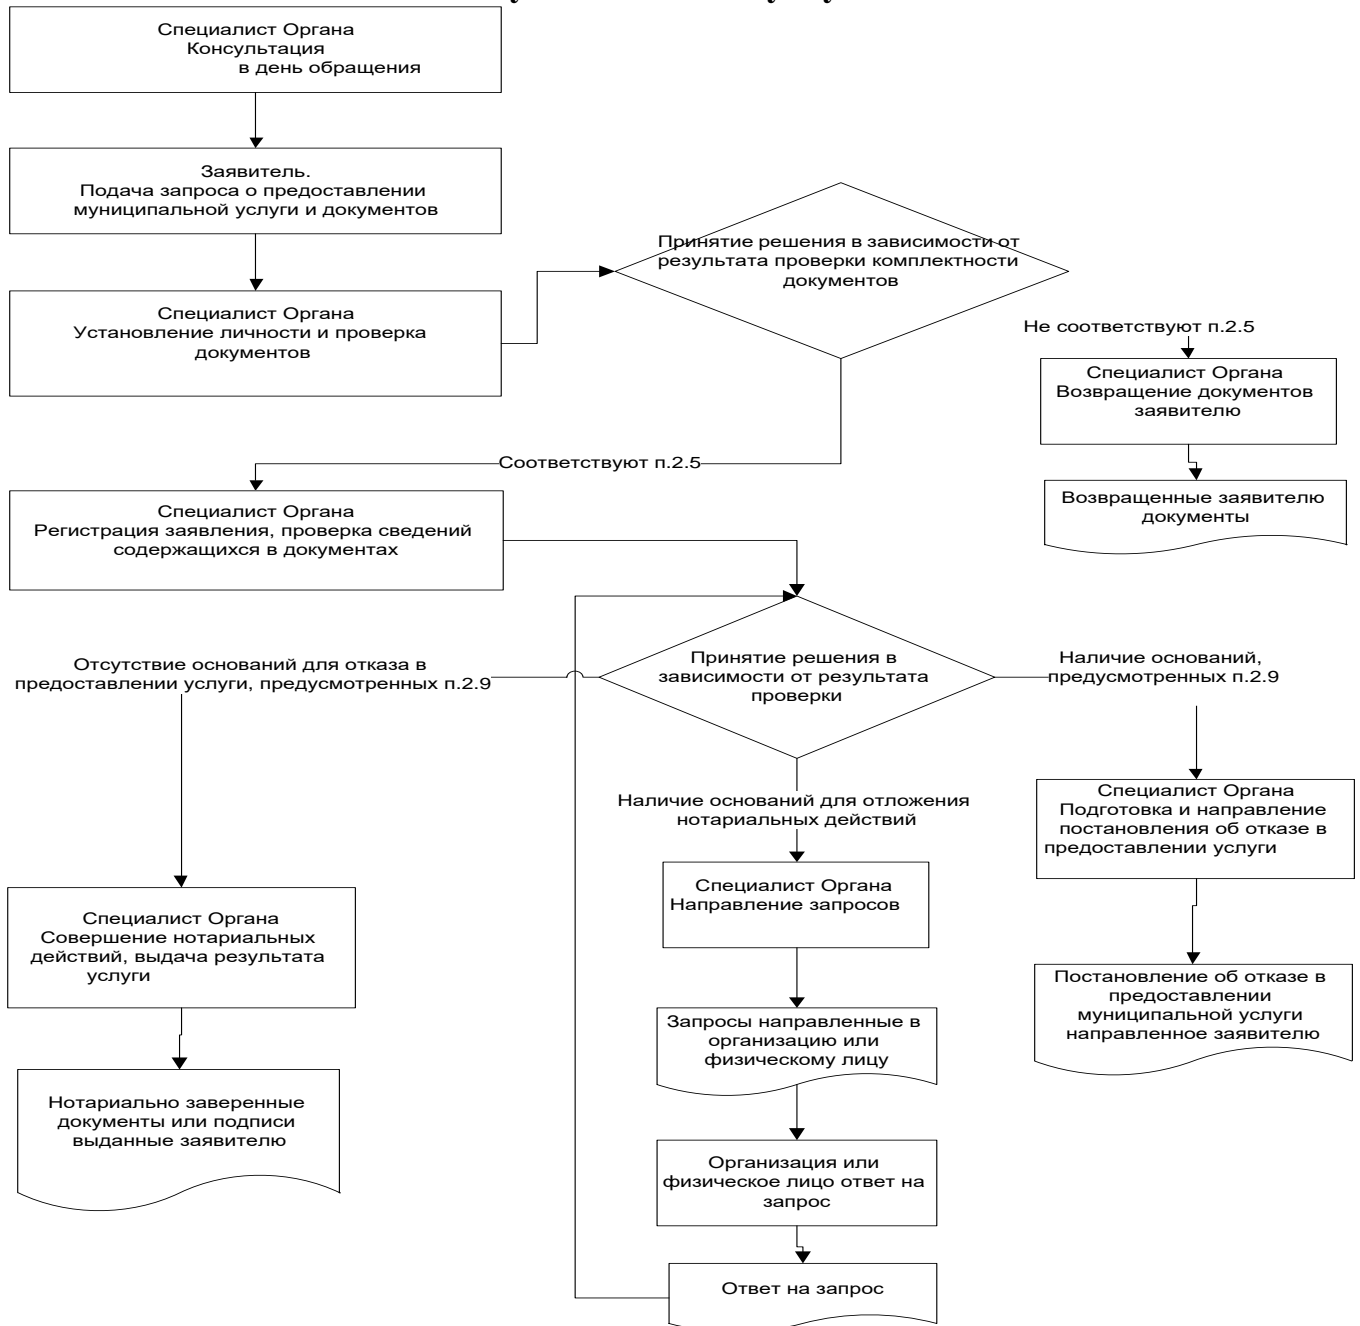 Специалист Органа
Консультация
в день обращения
Заявитель.
Подача запроса о предоставлении
муниципальной услуги и документов
Специалист Органа
Установление личности и проверка
документов
Принятие решения в зависимости от
результата проверки комплектности
документов
Не соответствуют п.2.5
Специалист Органа
Возвращение документов
заявителю
Возвращенные заявителю
документы
Соответствуют п.2.5
Специалист Органа
Регистрация заявления, проверка сведений
содержащихся в документах
Принятие решения в
зависимости от результата
проверки
Отсутствие оснований для отказа в
предоставлении услуги, предусмотренных п.2.9
Наличие оснований,
предусмотренных п.2.9
Наличие оснований для отложения
нотариальных действий
Специалист Органа
Подготовка и направление
постановления об отказе в
предоставлении услуги
Специалист Органа
Направление запросов
Специалист Органа
Совершение нотариальных
действий, выдача результата
услуги
Постановление об отказе в
предоставлении
муниципальной услуги
направленное заявителю
Запросы направленные в
организацию или
физическому лицу
Нотариально заверенные
документы или подписи
выданные заявителю
Организация или
физическое лицо ответ на
запрос
Ответ на запрос